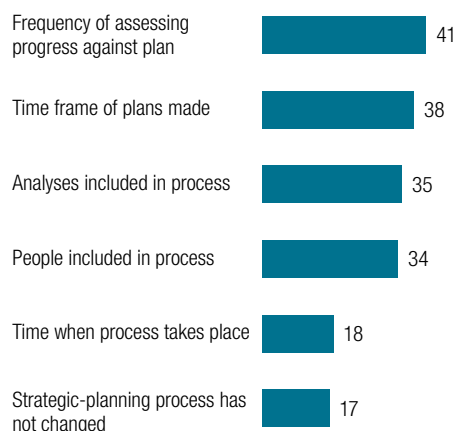 Frequency of assessing
progress against plan
41
Time frame of plans made
38
Analyses included in process
35
People included in process
34
Time when process takes place
18
Strategic-planning process has
not changed
17